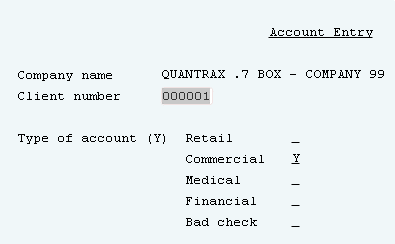 Account Entry
Company name QUANTRAX .7 BOX - COMPANY 99
Client number 000001
Type of account (Y) Retail _
Commercial Y
Medical _
Financial _
Bad check _